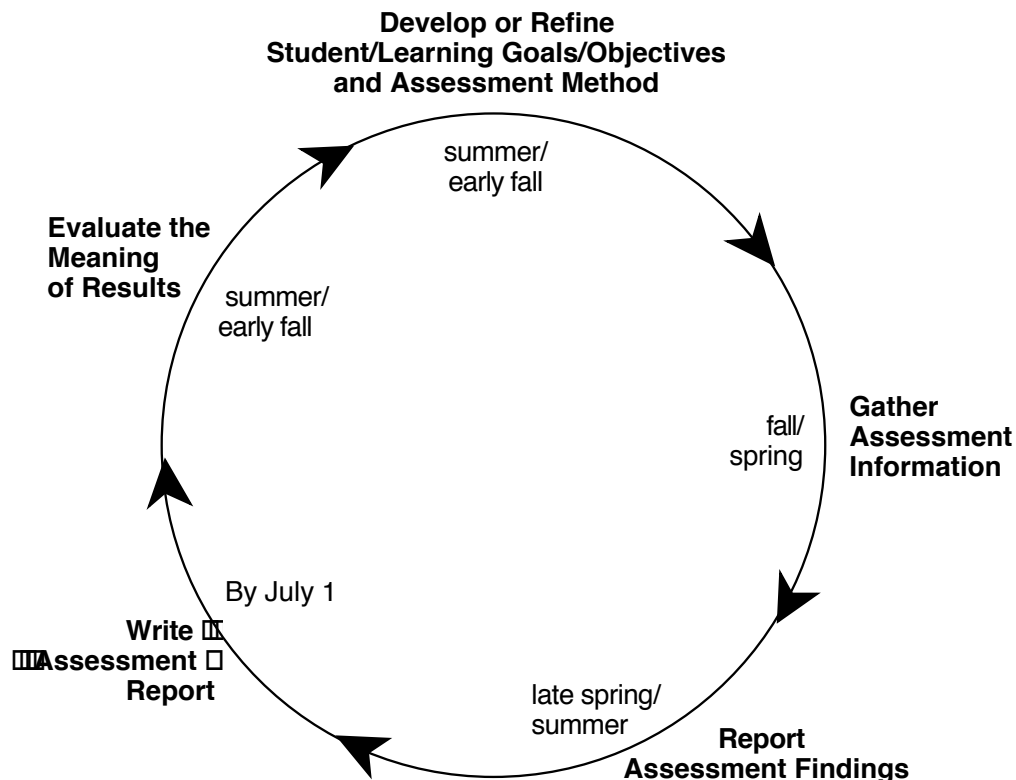 Develop or Refine
Student/Learning Goals/Objectives
and Assessment Method
summer/
early fall
Gather
Assessment
Information
fall/
spring
Report
Assessment Findings
late spring/
summer
Write
Assessment
Report
By July 1
Evaluate the
Meaning
of Results
summer/
early fall